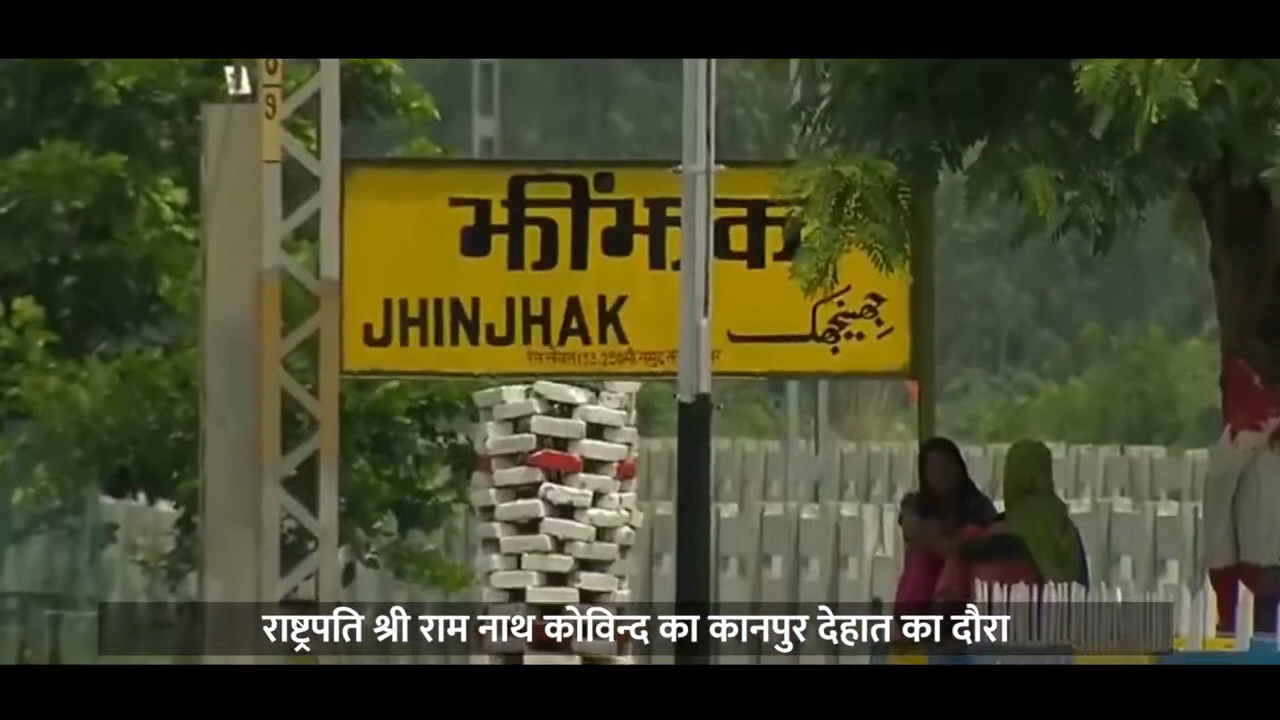 झींझक
JHINJHAK
جھینجھک
राष्ट्रपति श्री राम नाथ कोविन्द का कानपुर देहात का दौरा